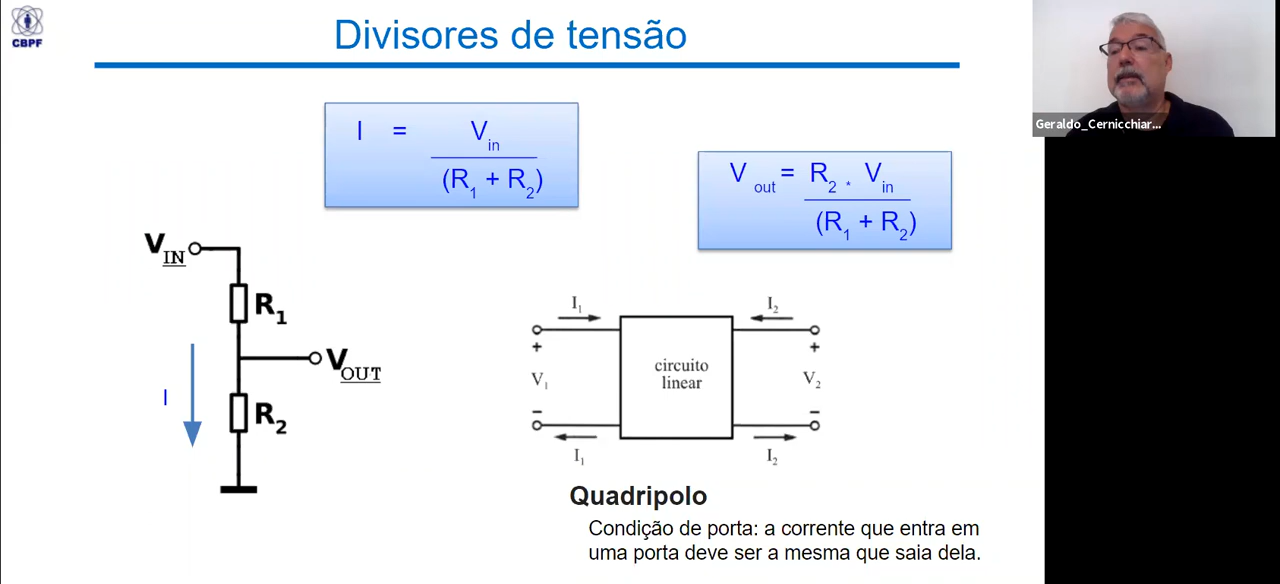 CBPF
Divisores de tensão
Geraldo_Cernicchiar...
I = V in
(R1 + R2)
V out = R2 . V in
(R1 + R2)
VIN
R1
VOUT
I
R2
I1
I2
+
+
circuito
linear
V1
V2
-
-
I1
I2
Quadripolo
Condição de porta: a corrente que entra em
uma porta deve ser a mesma que saia dela.